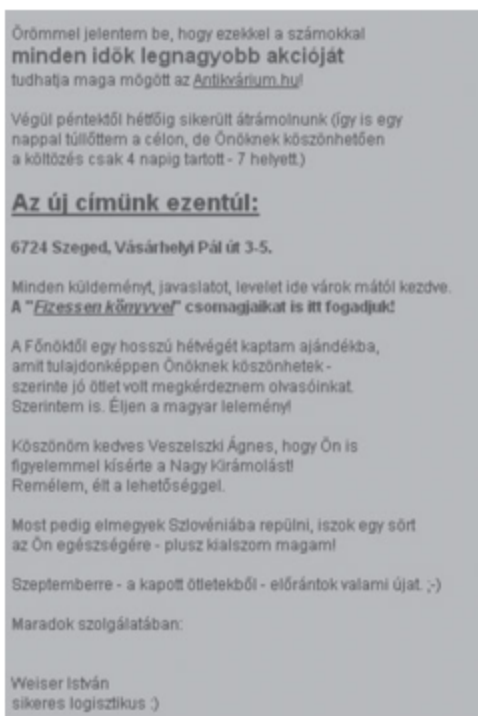 Örömmel jelentem be, hogy ezekkel a számokkal
minden idők legnagyobb akcióját
tudhatja maga mögött az Antikvárium.hu!
Végül péntektől hétfőig sikerült átrámolnunk (így is egy
nappal túllőttem a célon, de Önöknek köszönhetően
a költözés csak 4 napig tartott - 7 helyett.)
Az új címünk ezentúl:
6724 Szeged, Vásárhelyi Pál út 3-5.
Minden küldeményt, javaslatot, levelet ide várok mától kezdve.
A "Fizessen könyvvel" csomagjaikat is itt fogadjuk!
A Főnöktől egy hosszú hétvégét kaptam ajándékba,
amit tulajdonképpen Önöknek köszönhetek -
szerinte jó ötlet volt megkérdeznem olvasóinkat.
Szerintem is. Éljen a magyar lelemény!
Köszönöm kedves Veszelszki Ágnes, hogy Ön is
figyelemmel kísérte a Nagy Kirámolást!
Remélem, élt a lehetőséggel.
Most pedig elmegyek Szlovéniába repülni, iszok egy sört
az Ön egészségére - plusz kialszom magam!
Szeptemberre - a kapott ötletekből - előrántok valami újat. ;-)
Maradok szolgálatában:
Weiser István
sikeres logisztikus :)